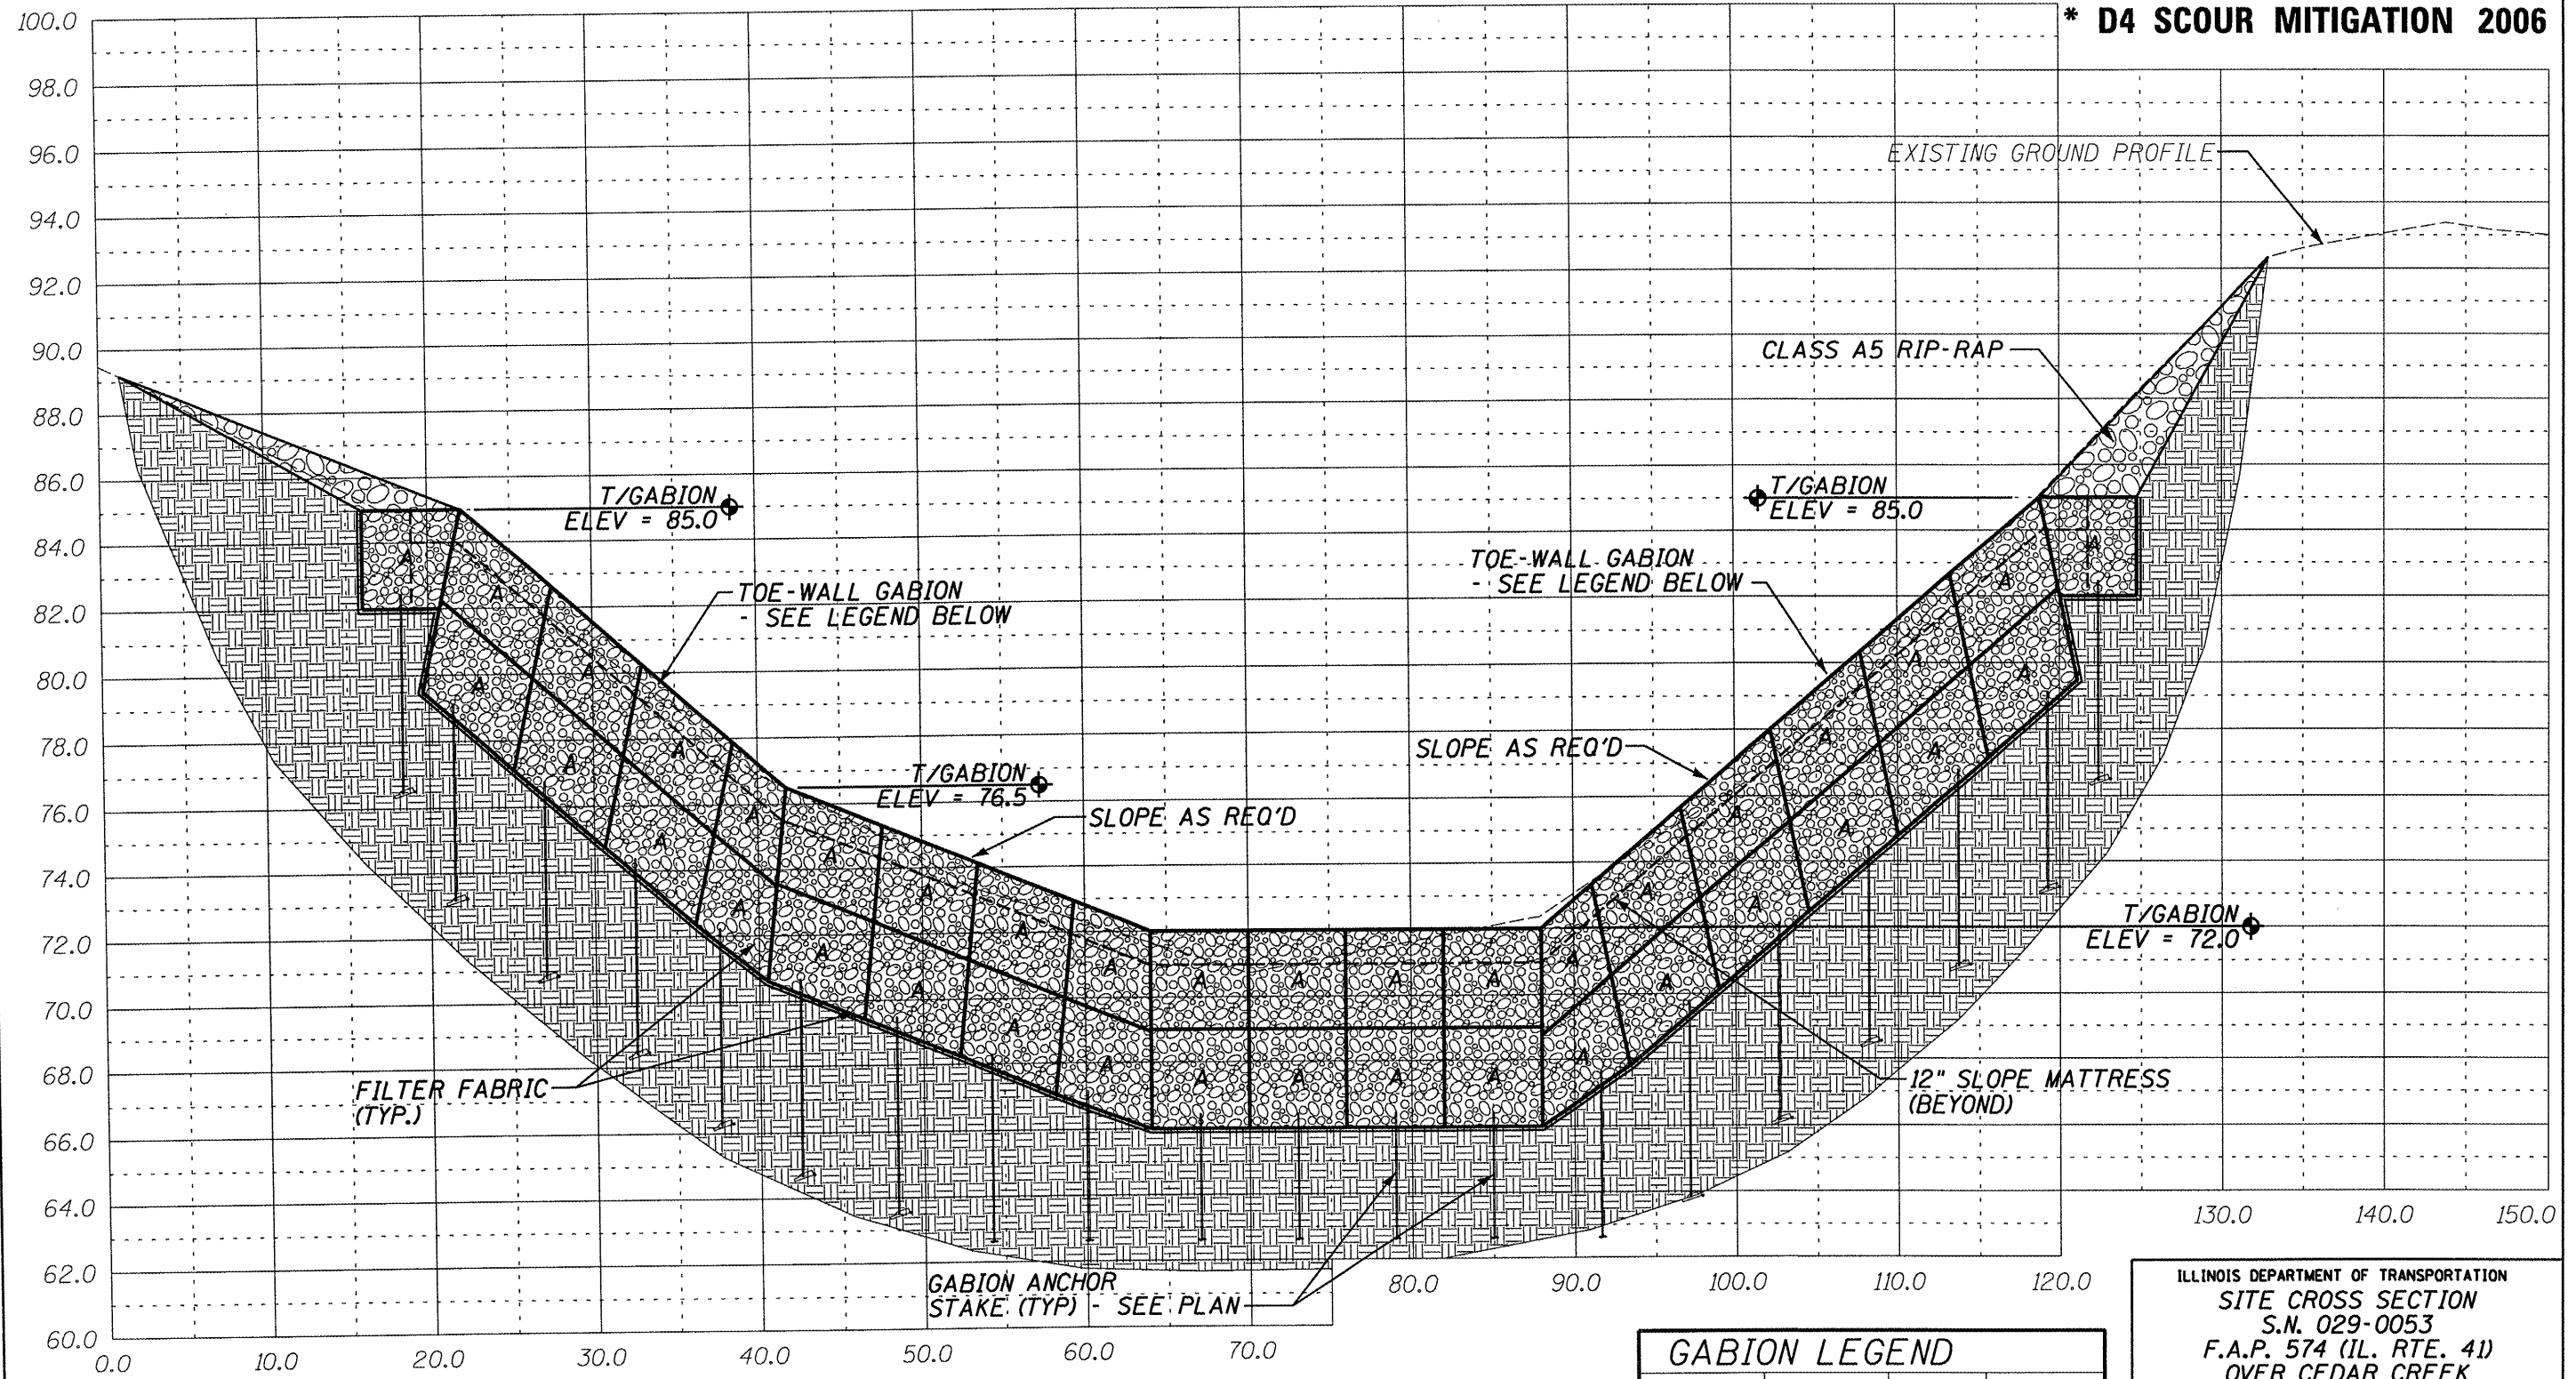 * D4 SCOUR MITIGATION 2006
100.0
98.0
96.0
94.0
92.0
90.0
88.0
86.0
84.0
82.0
80.0
78.0
76.0
74.0
72.0
70.0
68.0
66.0
64.0
62.0
60.0
EXISTING GROUND PROFILE
CLASS A5 RIP-RAP
T/GABION
ELEV = 85.0
T/GABION
ELEV = 85.0
TOE-WALL GABION
- SEE LEGEND BELOW
TOE-WALL GABION
- SEE LEGEND BELOW
SLOPE AS REQ'D
T/GABION
ELEV = 76.5
SLOPE AS REQ'D
T/GABION
ELEV = 72.0
FILTER FABRIC
(TYP.)
12" SLOPE MATTRESS
(BEYOND)
GABION ANCHOR
STAKE (TYP) - SEE PLAN
A A A A A A A A A A A A
A A A A A A A A A A A A
A A A A A A A A A A A A
A A A A
0.0 10.0 20.0 30.0 40.0 50.0 60.0 70.0 80.0 90.0 100.0 110.0 120.0 130.0 140.0 150.0
GABION LEGEND
ILLINOIS DEPARTMENT OF TRANSPORTATION
SITE CROSS SECTION
S.N. 029-0053
F.A.P. 574 (IL. RTE. 41)
OVER CEDAR CREEK